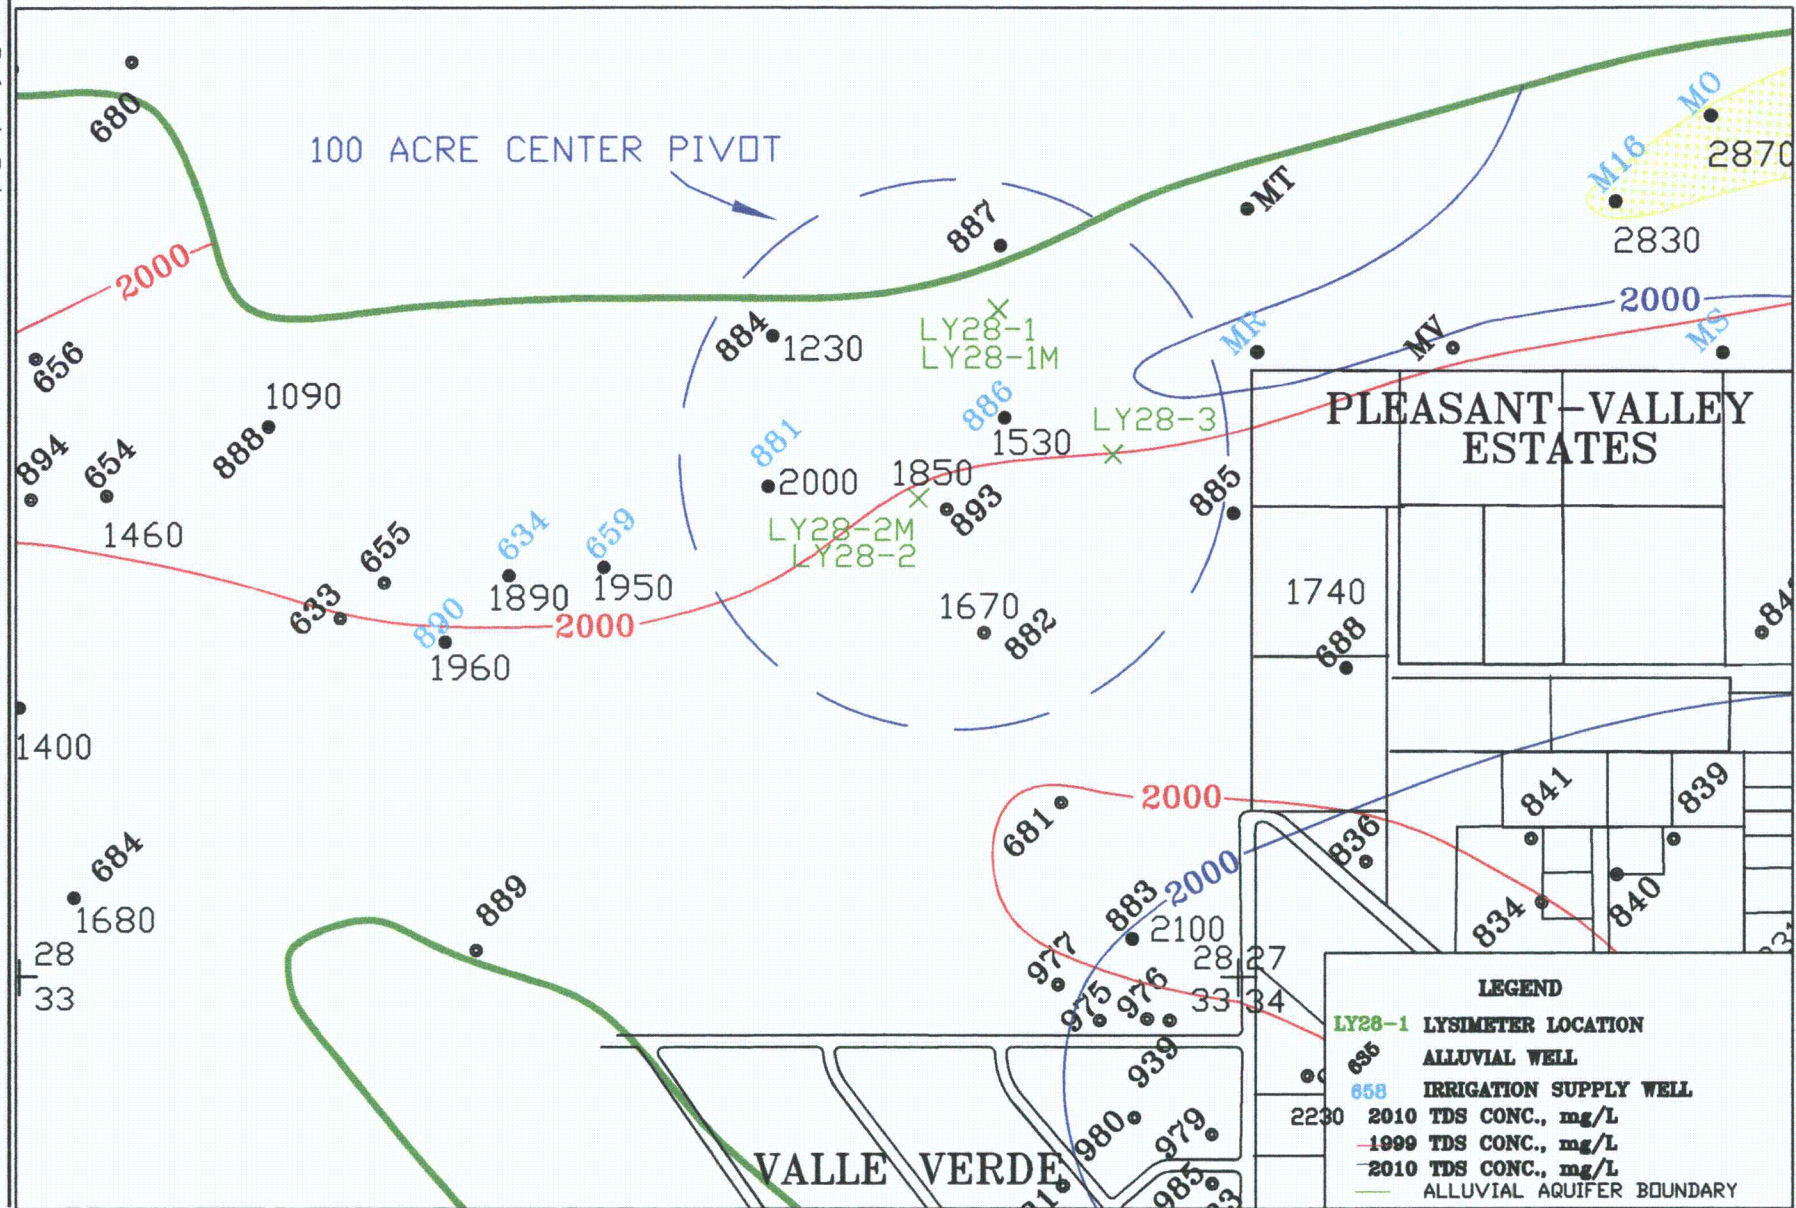 680
100 ACRE CENTER PIVOT
MO
2870
M16
2830
MT
887
2000
2000
656
884
1230
LY28-1
LY28-1M
MR
MV
MS
1090
888
886
1530
LY28-3
PLEASANT-VALLEY
ESTATES
894
654
1460
881
2000
1850
893
885
LY28-2M
LY28-2
655
634
659
633
890
1890
1950
2000
1960
1670
882
1740
688
1400
684
1680
889
681
2000
2000
836
841
839
834
840
883
2100
977
975
976
28 27
33 34
28
33
939
980
979
985
VALLE VERDE
2230
LEGEND
LY28-1 LYSIMETER LOCATION
635 ALLUVIAL WELL
658 IRRIGATION SUPPLY WELL
2010 TDS CONC., mg/L
1999 TDS CONC., mg/L
2010 TDS CONC., mg/L
ALLUVIAL AQUIFER BOUNDARY